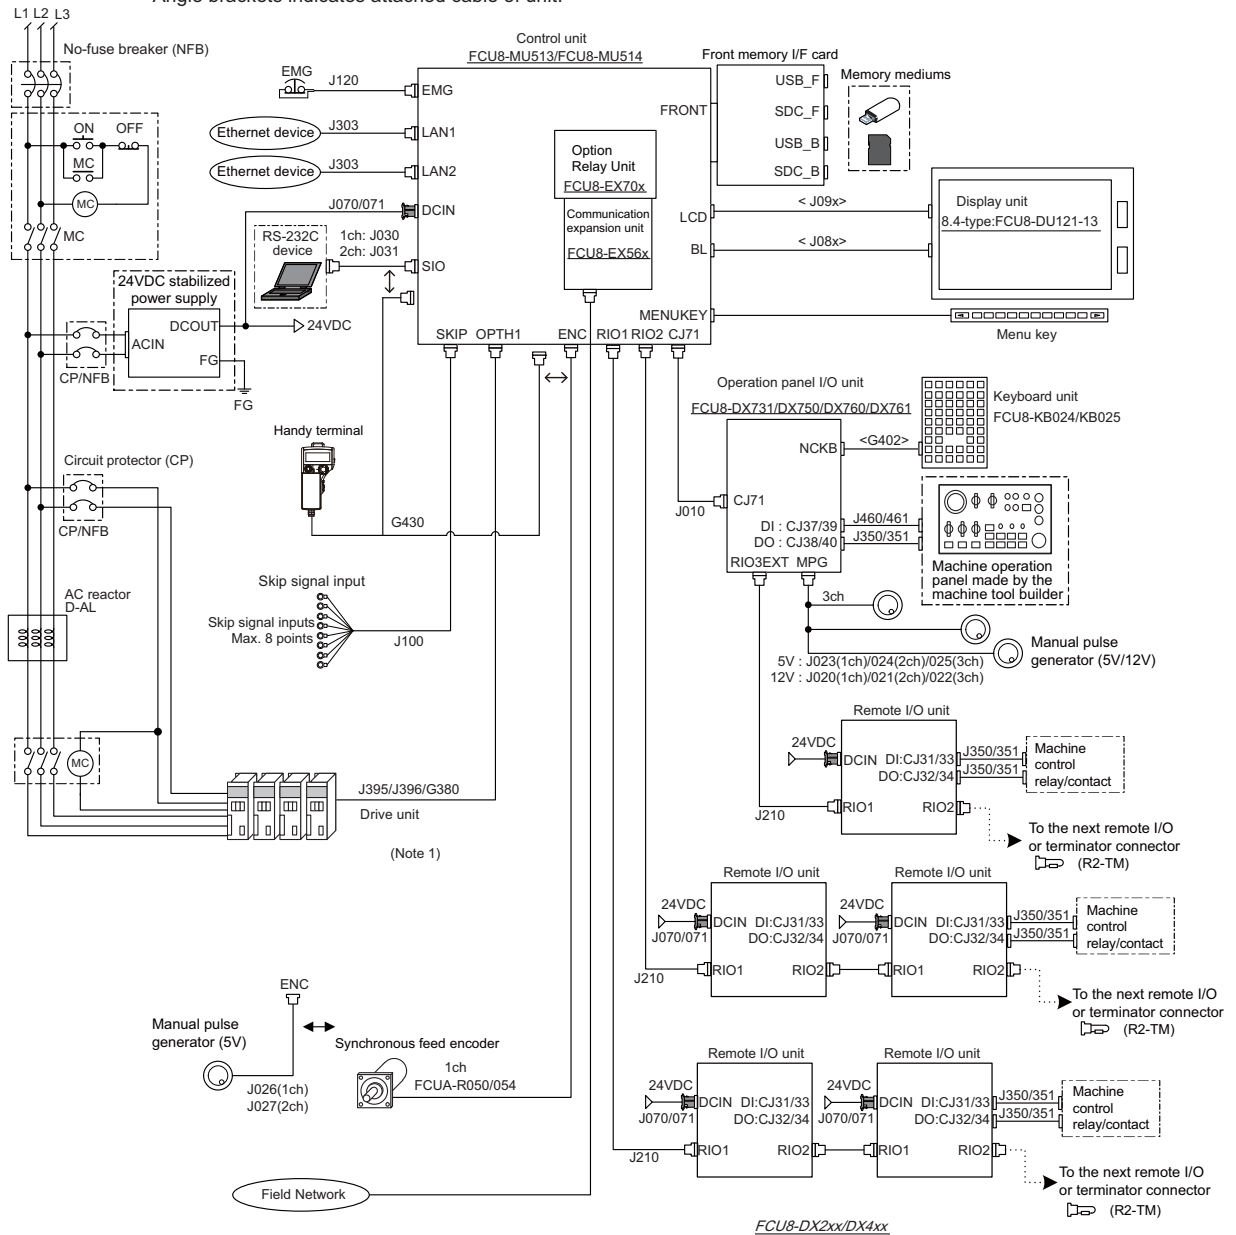 Angle brackets indicates attached cable of unit.
L1 L2 L3
No-fuse breaker (NFB)
ON OFF
MC
MC
MC
24VDC stabilized
power supply
DCOUT
24VDC
ACIN
FG
FG
CP/NFB
Circuit protector (CP)
CP/NFB
AC reactor
D-AL
MC
Control unit
FCU8-MU513/FCU8-MU514
EMG
J120
EMG
Ethernet device
J303
LAN1
Ethernet device
J303
LAN2
J070/071
DCIN
RS-232C
device
1ch: J030
2ch: J031
SIO
Option
Relay Unit
FCU8-EX70x
Communication
expansion unit
FCU8-EX56x
FRONT
LCD
BL
MENUKEY
SKIP OPTH1 ENC RIO1 RIO2 CJ71
Front memory I/F card
USB_F
SDC_F
USB_B
SDC_B
Memory mediums
< J09x>
< J08x>
Display unit
8.4-type:FCU8-DU121-13
Menu key
Operation panel I/O unit
FCU8-DX731/DX750/DX760/DX761
NCKB
<G402>
Keyboard unit
FCU8-KB024/KB025
J010
CJ71
DI : CJ37/39
J460/461
DO : CJ38/40
J350/351
RIO3EXT MPG
Machine operation
panel made by the
machine tool builder
3ch
Manual pulse
generator (5V/12V)
5V : J023(1ch)/024(2ch)/025(3ch)
12V : J020(1ch)/021(2ch)/022(3ch)
Handy terminal
G430
Skip signal input
Skip signal inputs
Max. 8 points
J100
J395/J396/G380
Drive unit
(Note 1)
Remote I/O unit
24VDC
DCIN DI:CJ31/33
DO:CJ32/34
J350/351
J350/351
Machine
control
relay/contact
J210
RIO1
RIO2
To the next remote I/O
or terminator connector
(R2-TM)
Remote I/O unit
Remote I/O unit
24VDC
DCIN DI:CJ31/33
DO:CJ32/34
J070/071
24VDC
DCIN DI:CJ31/33
DO:CJ32/34
J070/071
J350/351
J350/351
Machine
control
relay/contact
J210
RIO1
RIO2
RIO1
RIO2
To the next remote I/O
or terminator connector
(R2-TM)
ENC
Manual pulse
generator (5V)
J026(1ch)
J027(2ch)
Synchronous feed encoder
1ch
FCUA-R050/054
Remote I/O unit
Remote I/O unit
24VDC
DCIN DI:CJ31/33
DO:CJ32/34
J070/071
24VDC
DCIN DI:CJ31/33
DO:CJ32/34
J070/071
J350/351
J350/351
Machine
control
relay/contact
J210
RIO1
RIO2
RIO1
RIO2
To the next remote I/O
or terminator connector
(R2-TM)
Field Network
FCU8-DX2xx/DX4xx